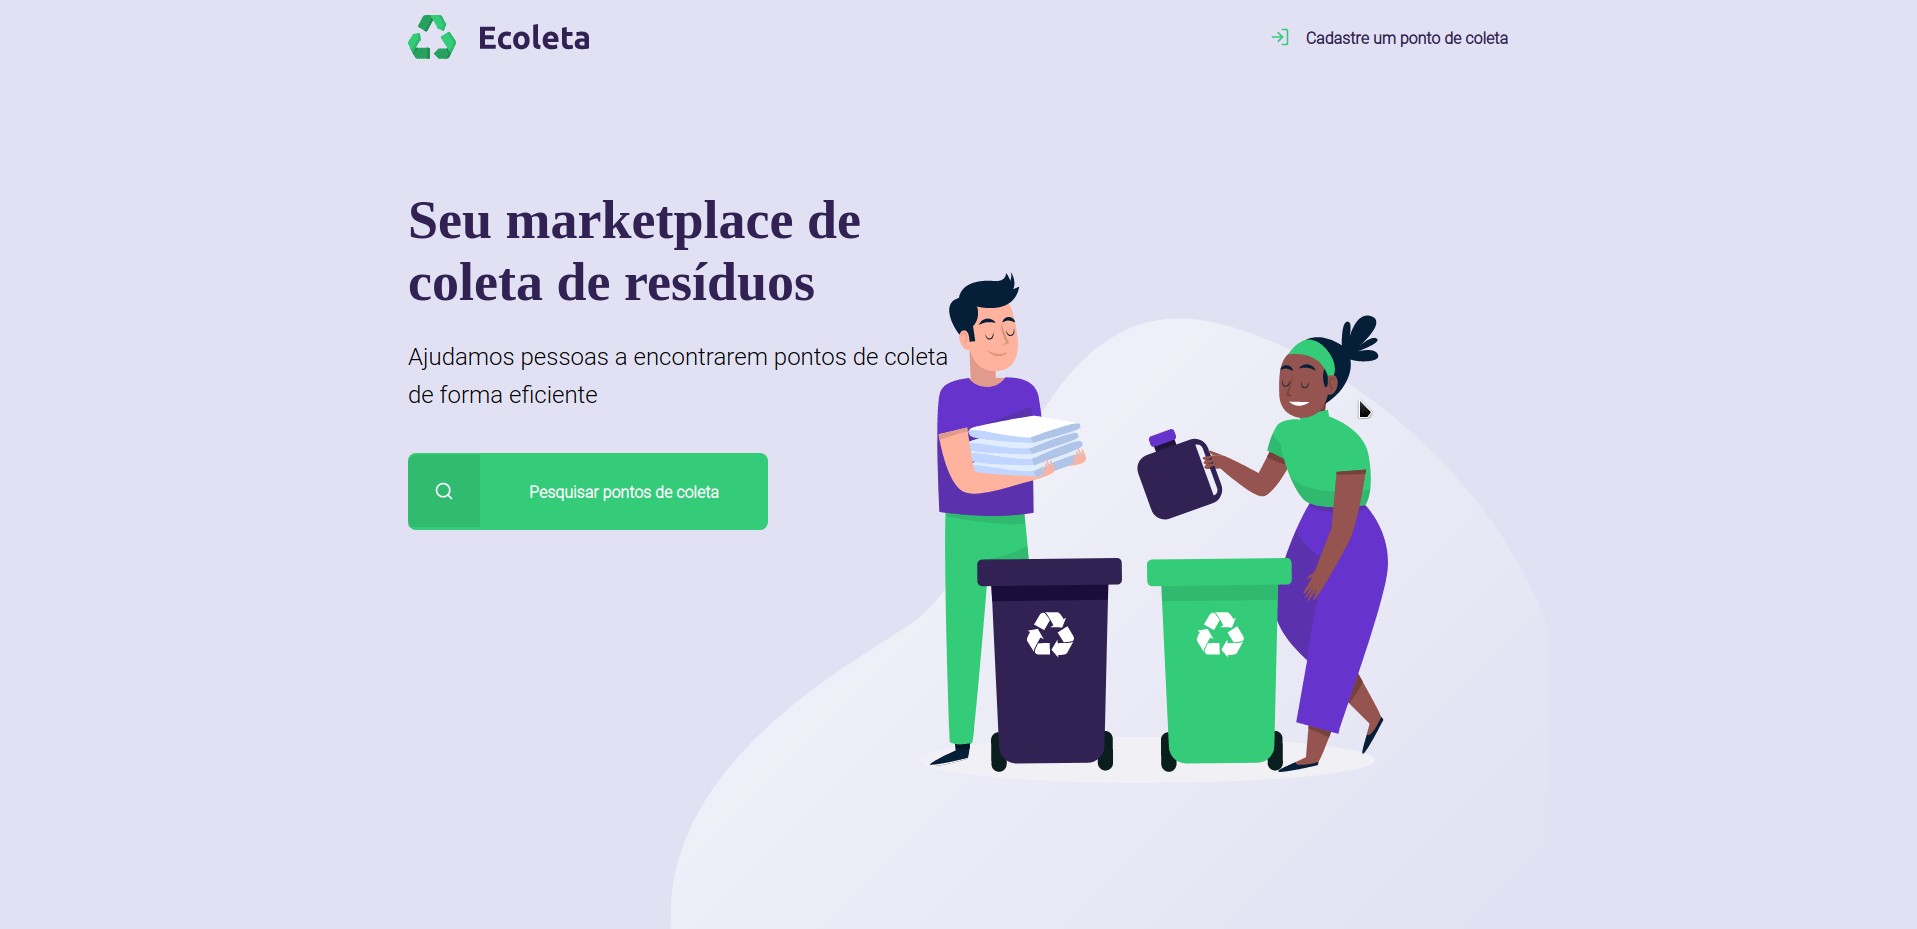 Ecoleta
Cadastre um ponto de coleta
Seu marketplace de
coleta de resíduos
Ajudamos pessoas a encontrarem pontos de coleta
de forma eficiente
Pesquisar pontos de coleta